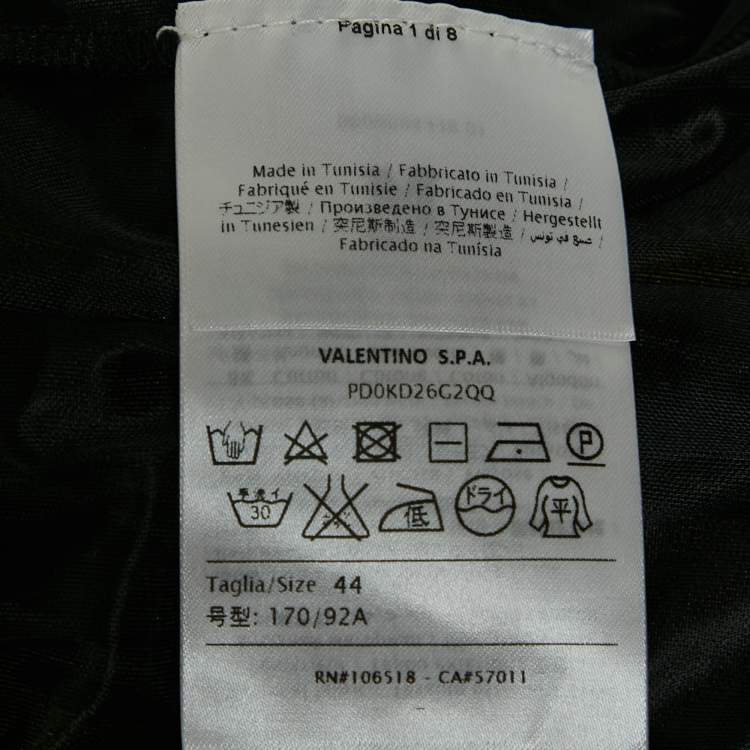 Pagina 1 di 8
Made in Tunisia / Fabbricato in Tunisia /
Fabriqué en Tunisie / Fabricado en Tunisia /
チュニジア製 / Произведено в Тунисе / Hergestellt
in Tunesien / 突尼斯制造 / 突尼斯製造 / صنع في تونس /
Fabricado na Tunísia
VALENTINO S.P.A.
PD0KD26G2QQ
P
手洗イ 30 低 ドライ 平
Taglia/Size 44
号型: 170/92A
RN#106518 - CA#57011